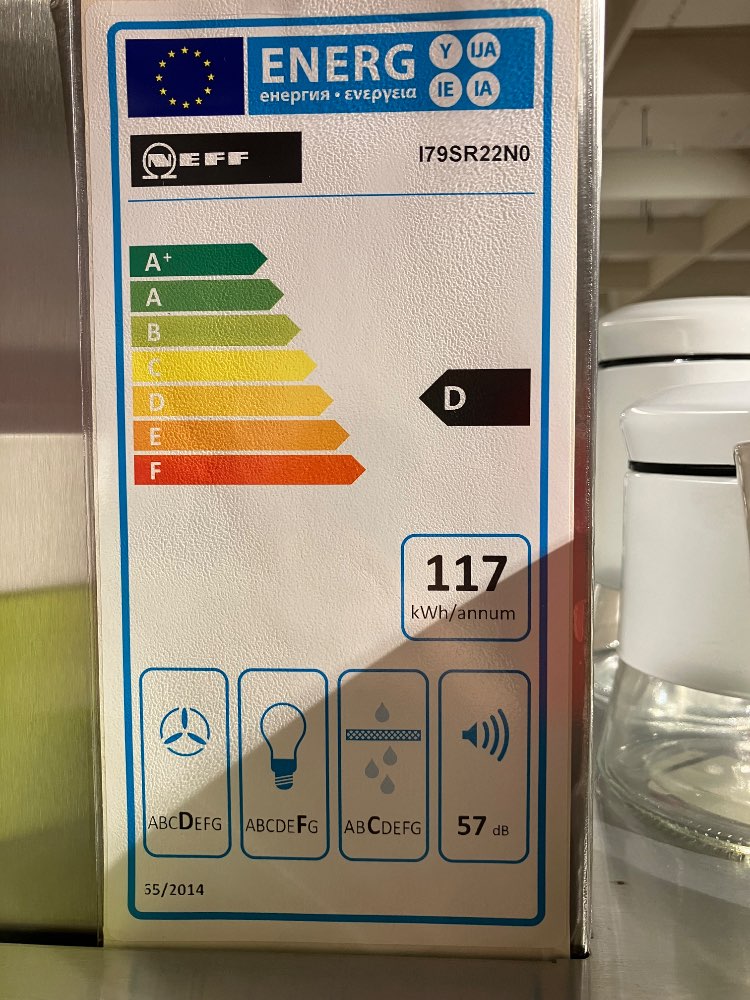 ENERG
Y IJA
IE IA
енергия · ενεργεια
NEFF
I79SR22N0
A+
A
B
C
D
E
F
D
117
kWh/annum
ABCDEFG
ABCDEFG
ABCDEFG
57 dB
65/2014